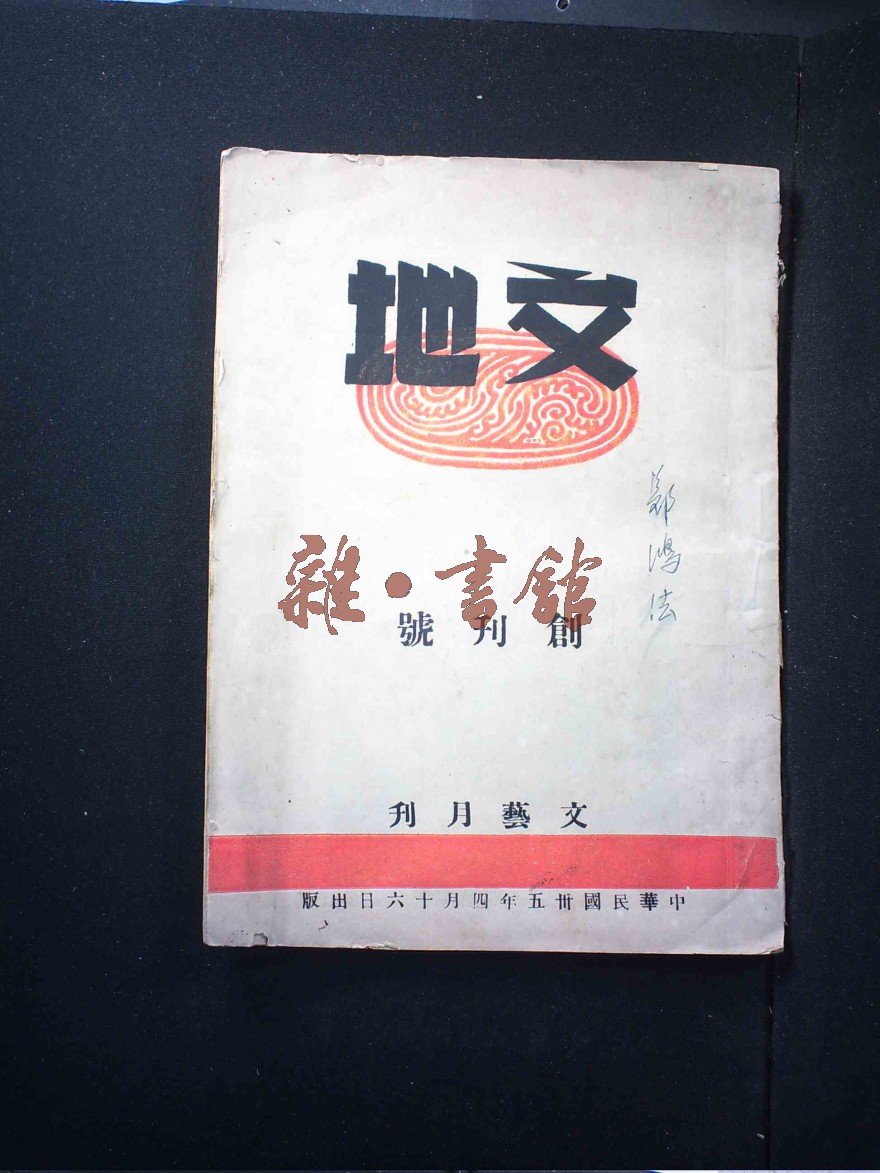 文地
鄭鴻法
雜·書館
創刊號
文藝月刊
中華民國卅五年四月十六日出版